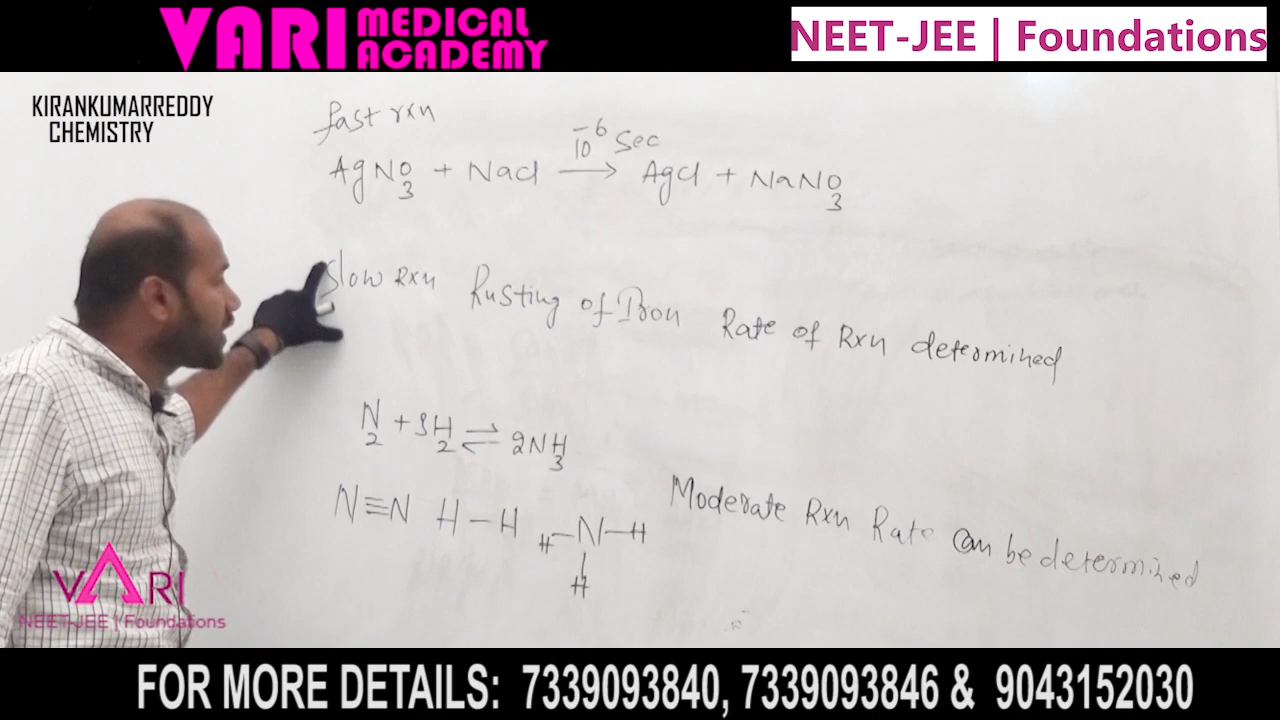 VARI MEDICAL ACADEMY
NEET-JEE | Foundations
KIRANKUMARREDDY
CHEMISTRY
fast rxn
AgNO3 + NaCl ⟶ AgCl + NaNO3
10^-6 Sec
Slow Rxn Rusting of Iron Rate of Rxn determined
N2 + 3H2 ⇌ 2NH3
N≡N H-H H-N-H
H
Moderate Rxn Rate Can be determined
VARI
NEET-JEE | Foundations
FOR MORE DETAILS: 7339093840, 7339093846 & 9043152030